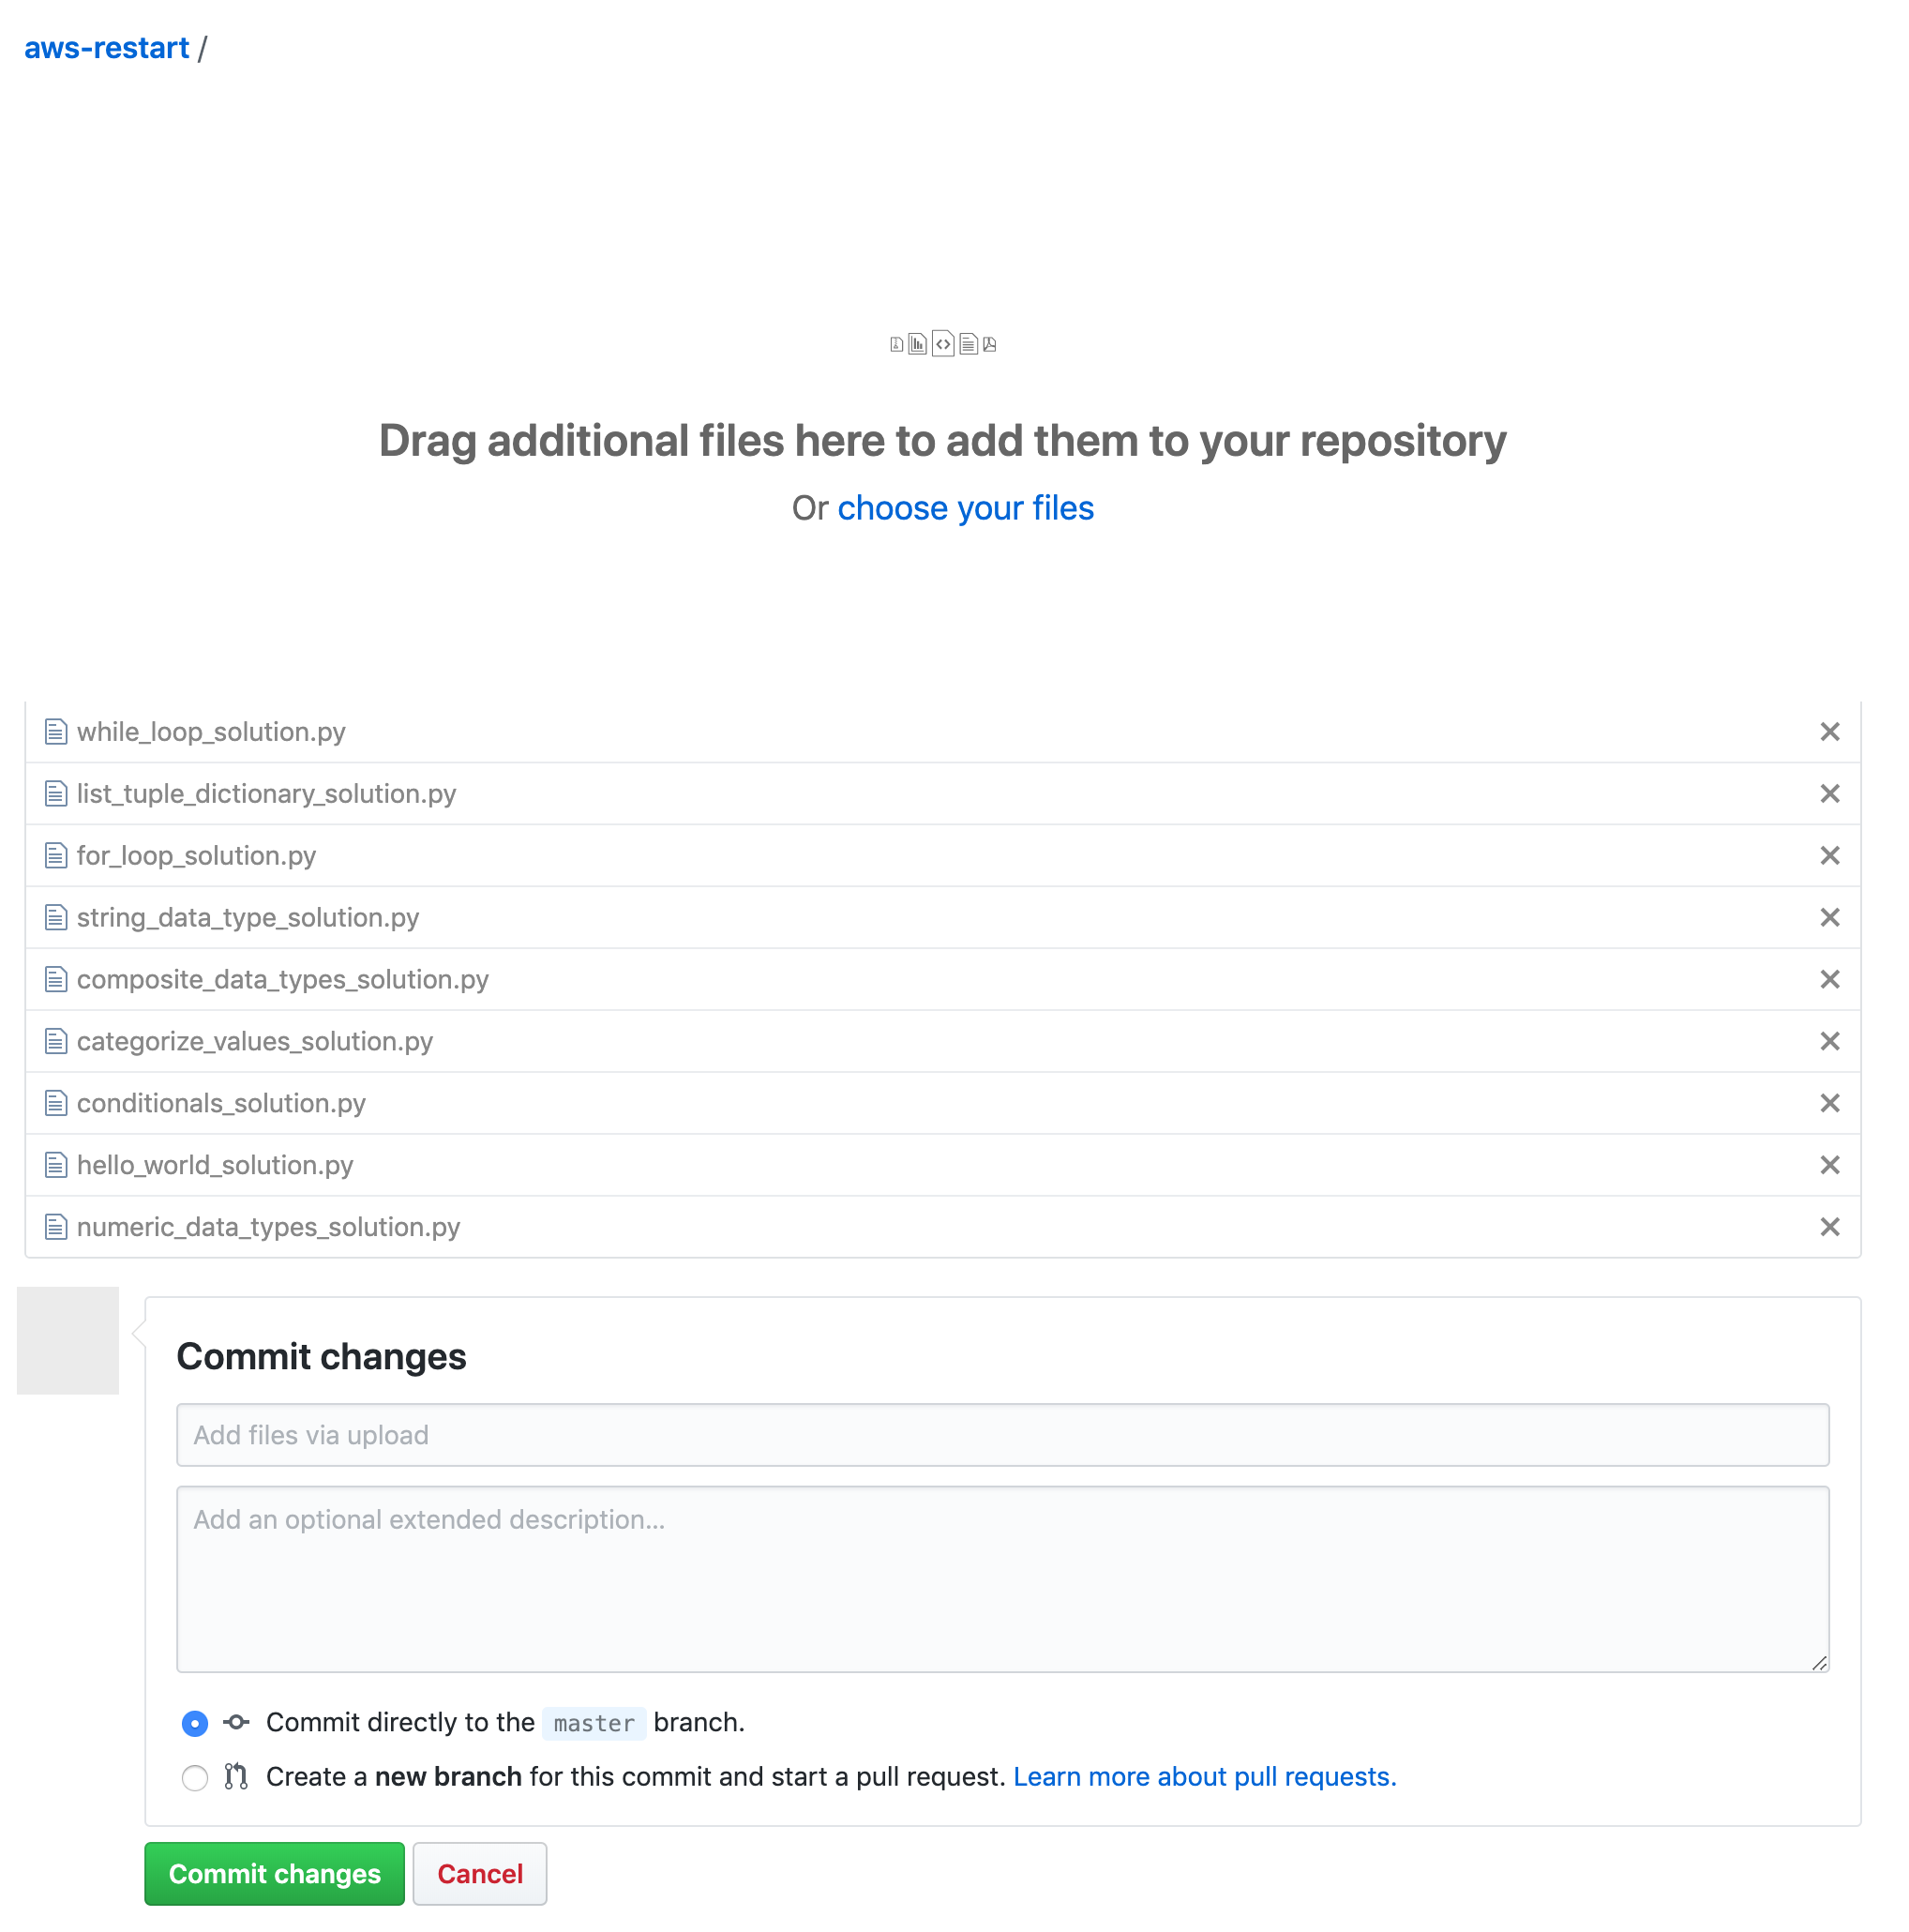 aws-restart /
Drag additional files here to add them to your repository
Or choose your files
while_loop_solution.py
list_tuple_dictionary_solution.py
for_loop_solution.py
string_data_type_solution.py
composite_data_types_solution.py
categorize_values_solution.py
conditionals_solution.py
hello_world_solution.py
numeric_data_types_solution.py
Commit changes
Add files via upload
Add an optional extended description...
Commit directly to the master branch.
Create a new branch for this commit and start a pull request. Learn more about pull requests.
Commit changes Cancel